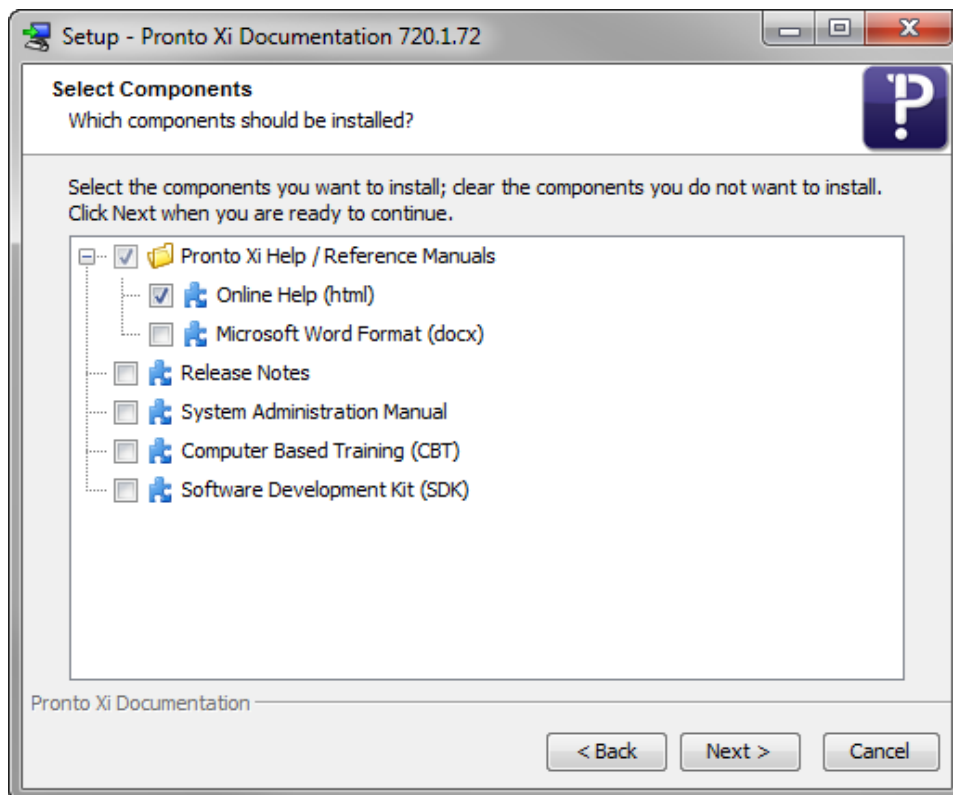 Setup - Pronto Xi Documentation 720.1.72
Select Components
Which components should be installed?
Select the components you want to install; clear the components you do not want to install.
Click Next when you are ready to continue.
Pronto Xi Help / Reference Manuals
Online Help (html)
Microsoft Word Format (docx)
Release Notes
System Administration Manual
Computer Based Training (CBT)
Software Development Kit (SDK)
Pronto Xi Documentation
< Back Next > Cancel